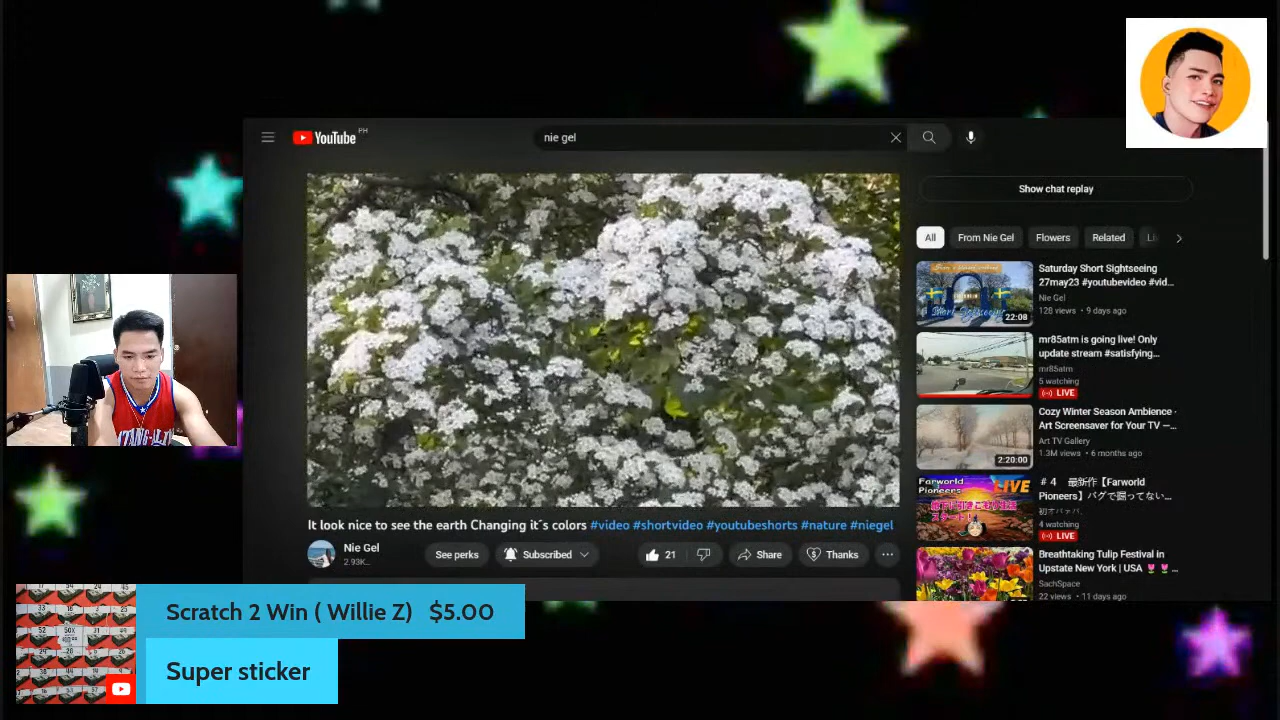 YouTube PH
nie gel
Show chat replay
All
From Nie Gel
Flowers
Related
Saturday Short Sightseeing
27may23 #youtubevideo #vid...
Nie Gel
128 views • 9 days ago
22:08
mr85atm is going live! Only
update stream #satisfying...
mr85atm
5 watching
LIVE
Cozy Winter Season Ambience ·
Art Screensaver for Your TV —...
Art TV Gallery
1.3M views • 6 months ago
2:20:00
Farworld
Pioneers
LIVE
# 4 最新作【Farworld
Pioneers】バグで掘ってない...
4 watching
LIVE
Breathtaking Tulip Festival in
Upstate New York | USA 🌷 🌷 ...
SachSpace
22 views • 11 days ago
It look nice to see the earth Changing it´s colors #video #shortvideo #youtubeshorts #nature #niegel
Nie Gel
2.93K...
See perks
Subscribed
21
Share
Thanks
Scratch 2 Win ( Willie Z) $5.00
Super sticker